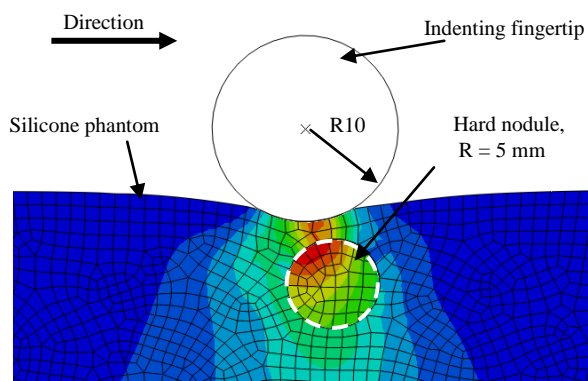 Direction
Indenting fingertip
R10
Silicone phantom
Hard nodule,
R = 5 mm